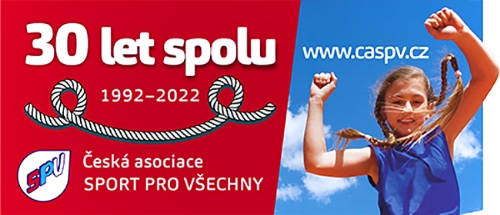 30 let spolu
www.caspv.cz
1992–2022
SPV
Česká asociace
SPORT PRO VŠECHNY